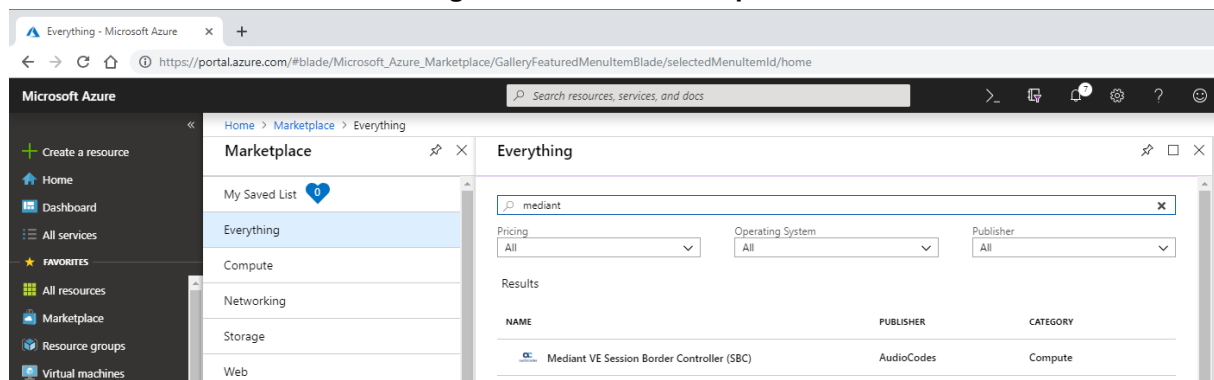 Everything - Microsoft Azure
https://portal.azure.com/#blade/Microsoft_Azure_Marketplace/GalleryFeaturedMenuItemBlade/selectedMenuItemId/home
Microsoft Azure
Search resources, services, and docs
7
Home > Marketplace > Everything
Create a resource
Home
Dashboard
All services
FAVORITES
All resources
Marketplace
Resource groups
Virtual machines
Marketplace
My Saved List 0
Everything
Compute
Networking
Storage
Web
Everything
mediant
Pricing Operating System Publisher
All All All
Results
NAME PUBLISHER CATEGORY
Mediant VE Session Border Controller (SBC) AudioCodes Compute